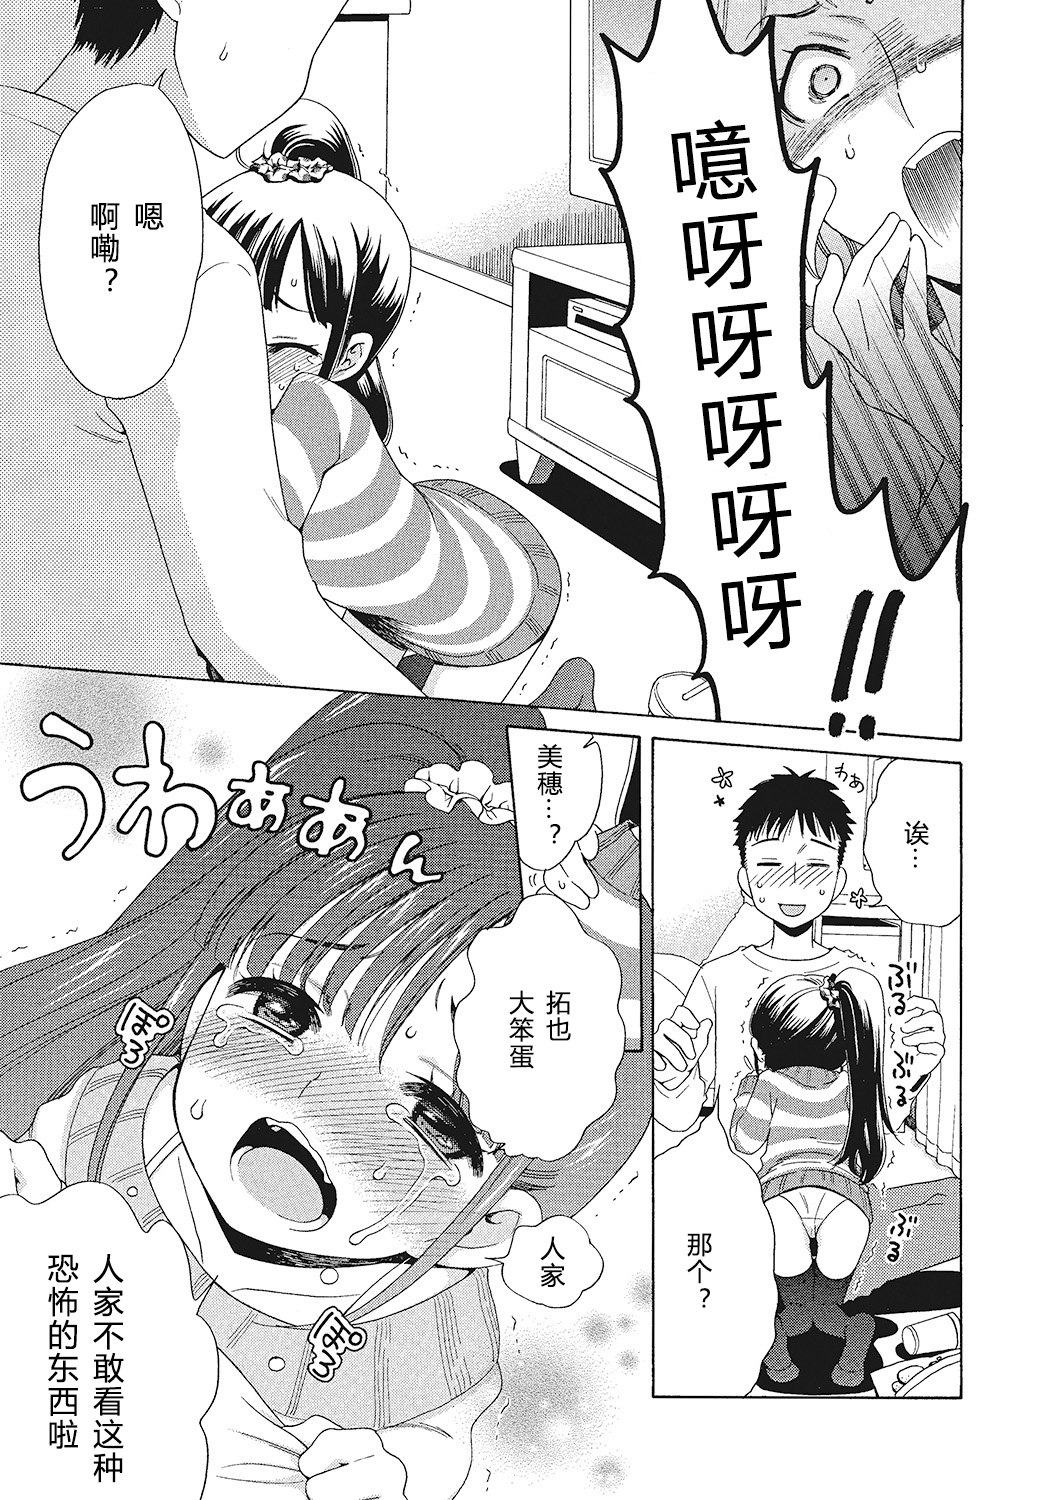 噫呀呀呀呀呀
!!
嗯
啊嘞？
诶…
わぁ
ぶる
ぶる
ぶる
那个？
美穗…？
うわぁぁぁん
拓也
大笨蛋
ぽろ
人家
ぽろ
人家不敢看这种
恐怖的东西啦